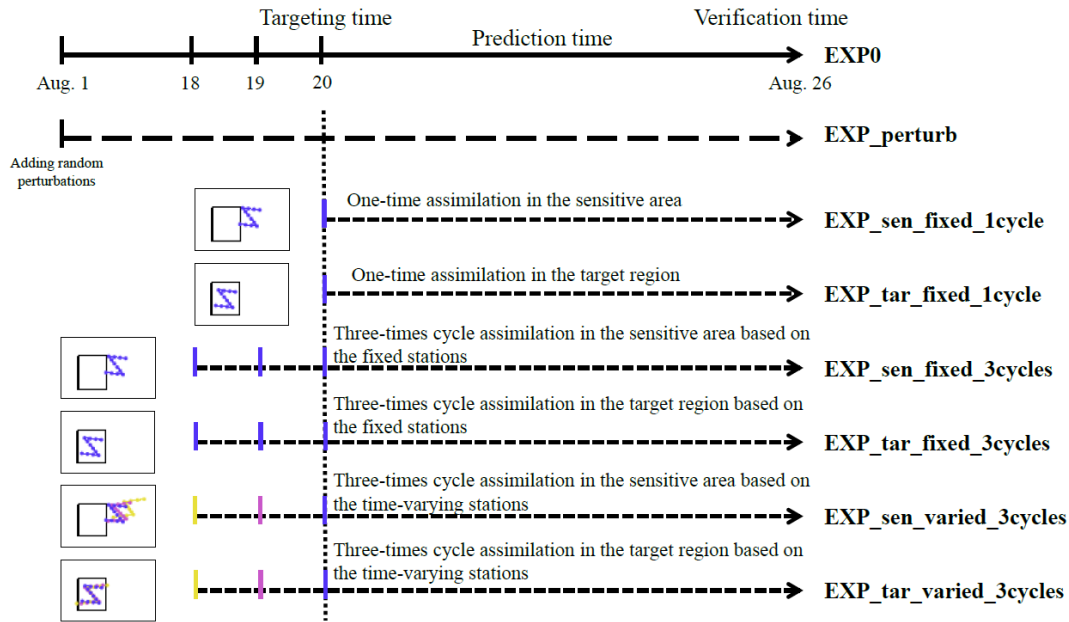 Targeting time
Verification time
Prediction time
EXP0
Aug. 1
18
19
20
Aug. 26
EXP_perturb
Adding random
perturbations
One-time assimilation in the sensitive area
EXP_sen_fixed_1cycle
One-time assimilation in the target region
EXP_tar_fixed_1cycle
Three-times cycle assimilation in the sensitive area based on
the fixed stations
EXP_sen_fixed_3cycles
Three-times cycle assimilation in the target region based on
the fixed stations
EXP_tar_fixed_3cycles
Three-times cycle assimilation in the sensitive area based on
the time-varying stations
EXP_sen_varied_3cycles
Three-times cycle assimilation in the target region based on
the time-varying stations
EXP_tar_varied_3cycles